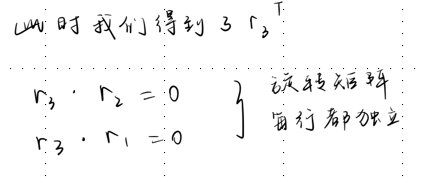 此时我们得到了 r₃ᵀ
r₃ · r₂ = 0
r₃ · r₁ = 0
} 旋转矩阵
每行都独立